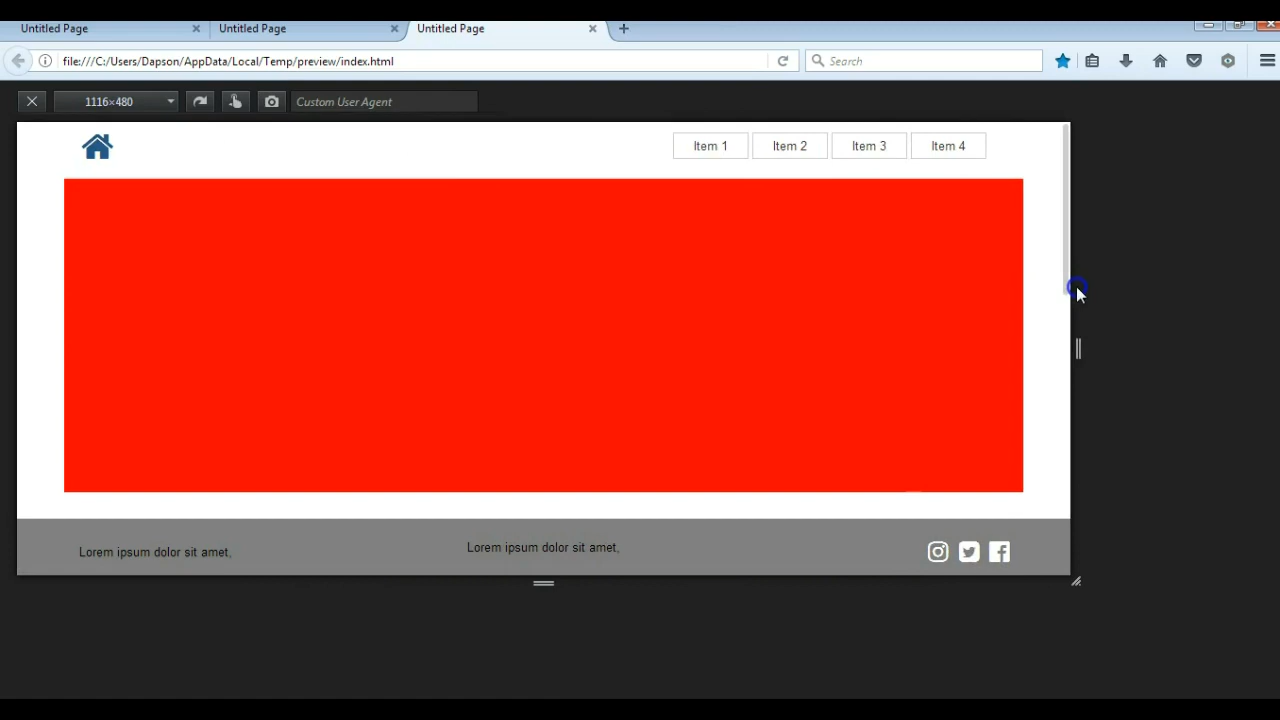 Untitled Page
Untitled Page
Untitled Page
file:///C:/Users/Dapson/AppData/Local/Temp/preview/index.html
Search
1116×480
Custom User Agent
Item 1
Item 2
Item 3
Item 4
Lorem ipsum dolor sit amet,
Lorem ipsum dolor sit amet,